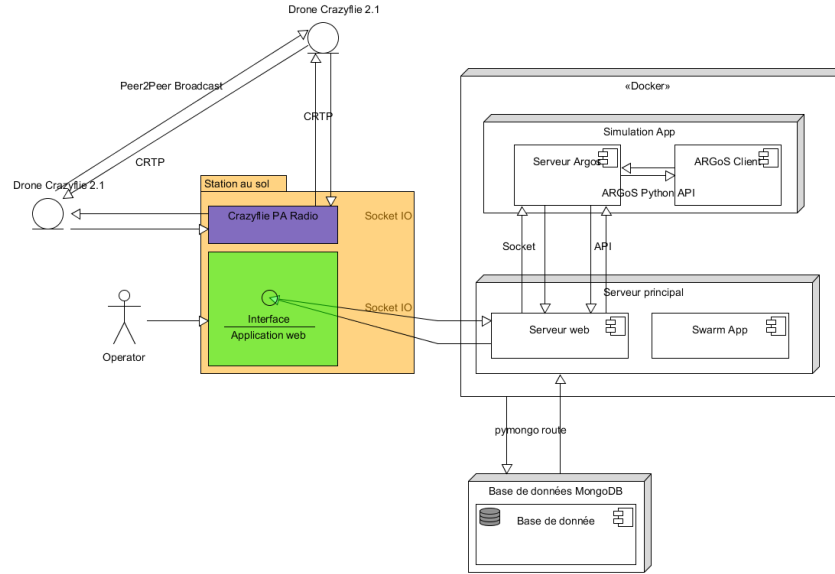 Drone Crazyflie 2.1
Peer2Peer Broadcast
CRTP
CRTP
Drone Crazyflie 2.1
Station au sol
Crazyflie PA Radio
Socket IO
Socket IO
Interface
Application web
Operator
«Docker»
Simulation App
Serveur Argos
ARGoS Client
ARGoS Python API
Socket
API
Serveur principal
Serveur web
Swarm App
pymongo route
Base de données MongoDB
Base de donnée